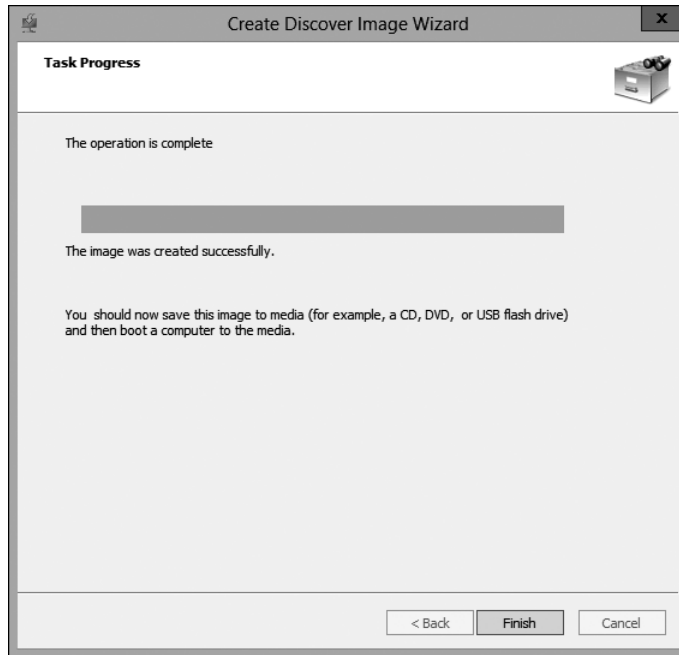 Create Discover Image Wizard
x
Task Progress
The operation is complete
The image was created successfully.
You should now save this image to media (for example, a CD, DVD, or USB flash drive)
and then boot a computer to the media.
< Back Finish Cancel